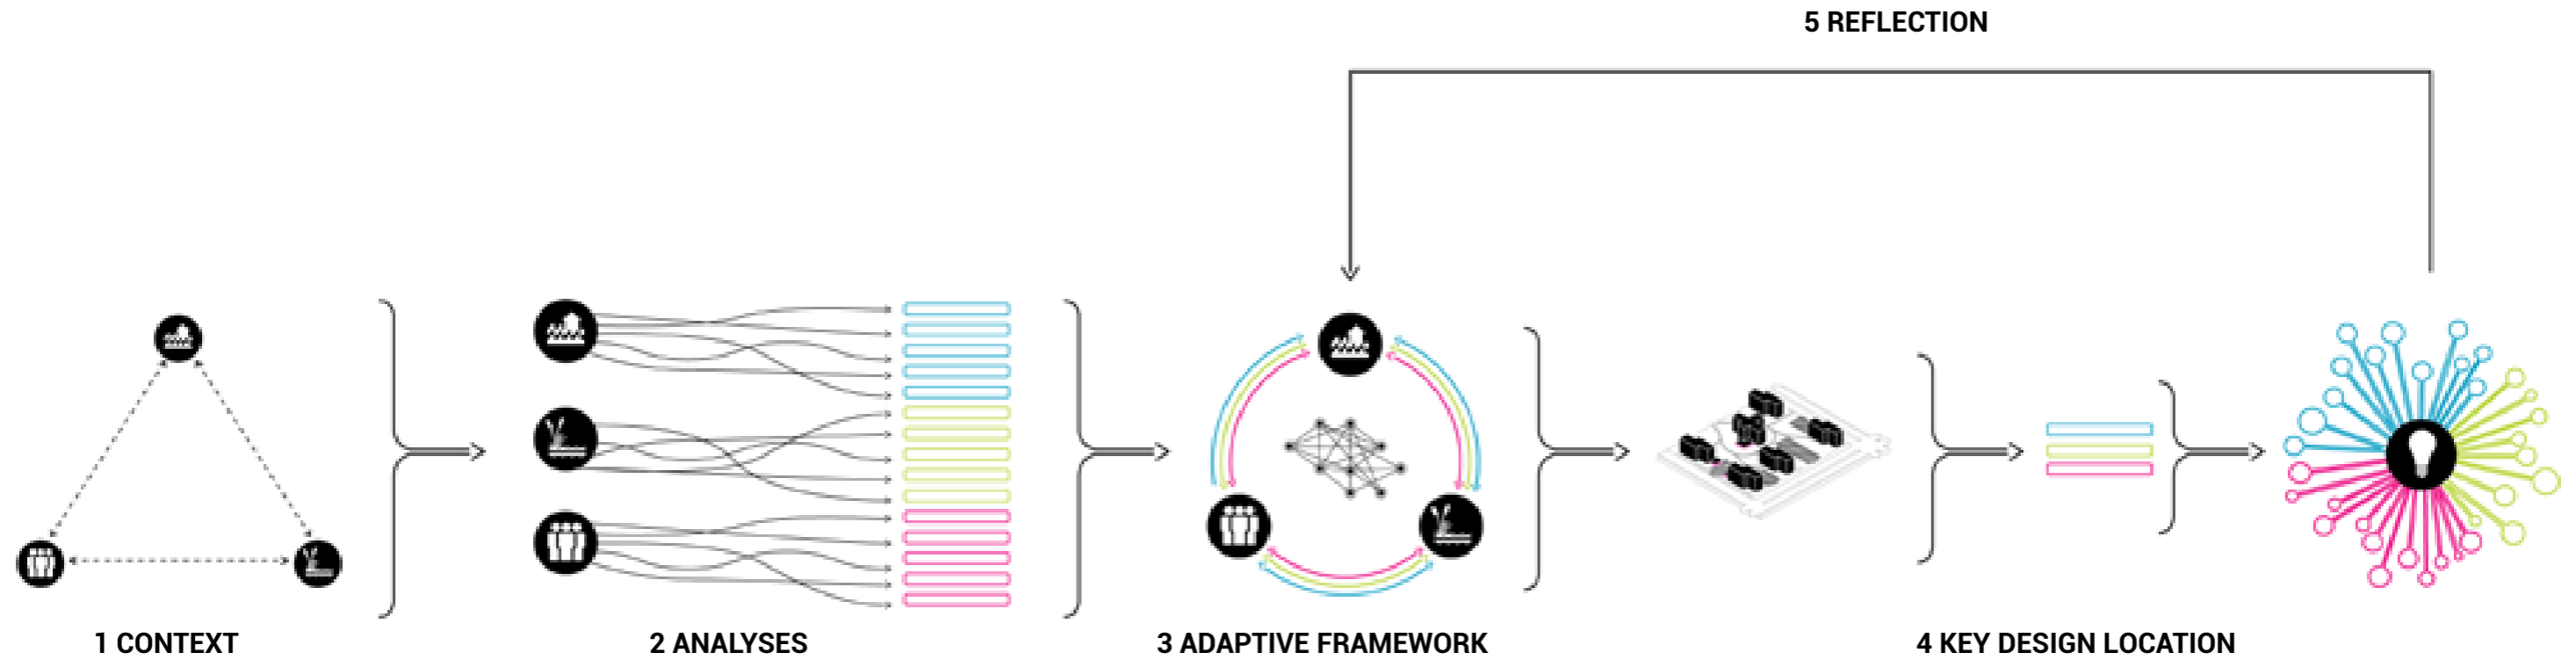 5 REFLECTION
1 CONTEXT
2 ANALYSES
3 ADAPTIVE FRAMEWORK
4 KEY DESIGN LOCATION